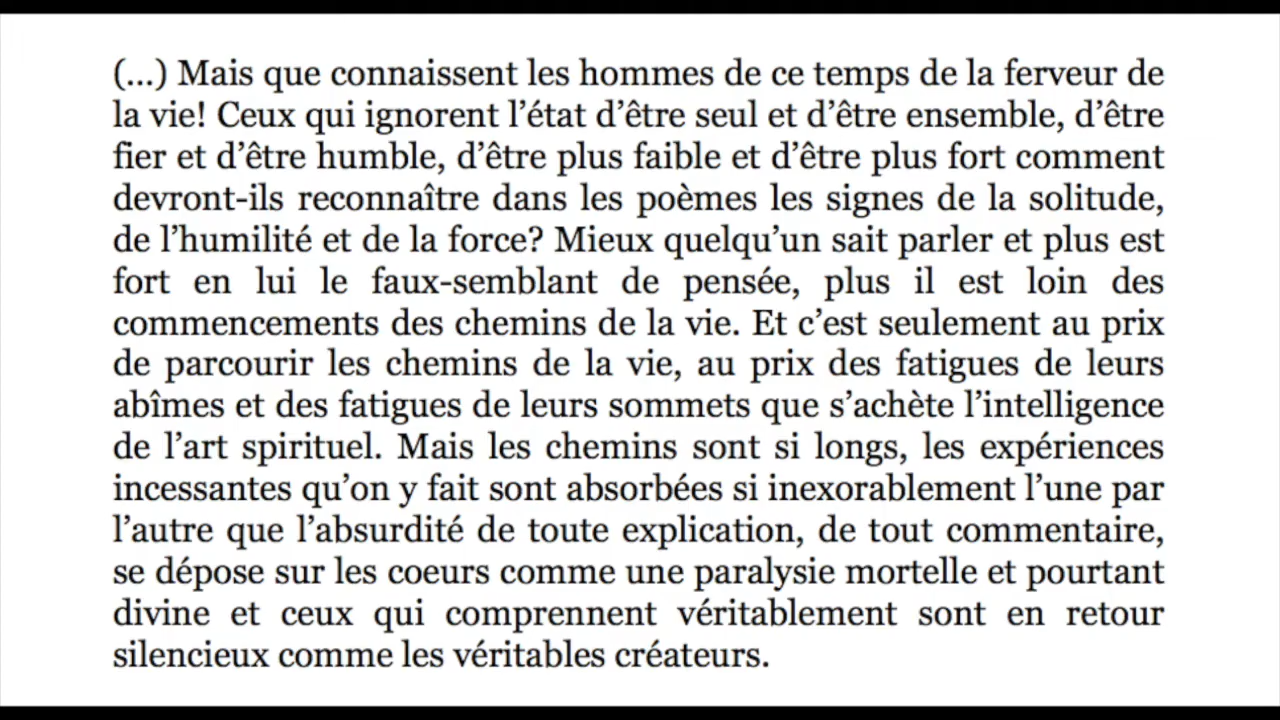 (...) Mais que connaissent les hommes de ce temps de la ferveur de
la vie! Ceux qui ignorent l’état d’être seul et d’être ensemble, d’être
fier et d’être humble, d’être plus faible et d’être plus fort comment
devront-ils reconnaître dans les poèmes les signes de la solitude,
de l’humilité et de la force? Mieux quelqu’un sait parler et plus est
fort en lui le faux-semblant de pensée, plus il est loin des
commencements des chemins de la vie. Et c’est seulement au prix
de parcourir les chemins de la vie, au prix des fatigues de leurs
abîmes et des fatigues de leurs sommets que s’achète l’intelligence
de l’art spirituel. Mais les chemins sont si longs, les expériences
incessantes qu’on y fait sont absorbées si inexorablement l’une par
l’autre que l’absurdité de toute explication, de tout commentaire,
se dépose sur les coeurs comme une paralysie mortelle et pourtant
divine et ceux qui comprennent véritablement sont en retour
silencieux comme les véritables créateurs.